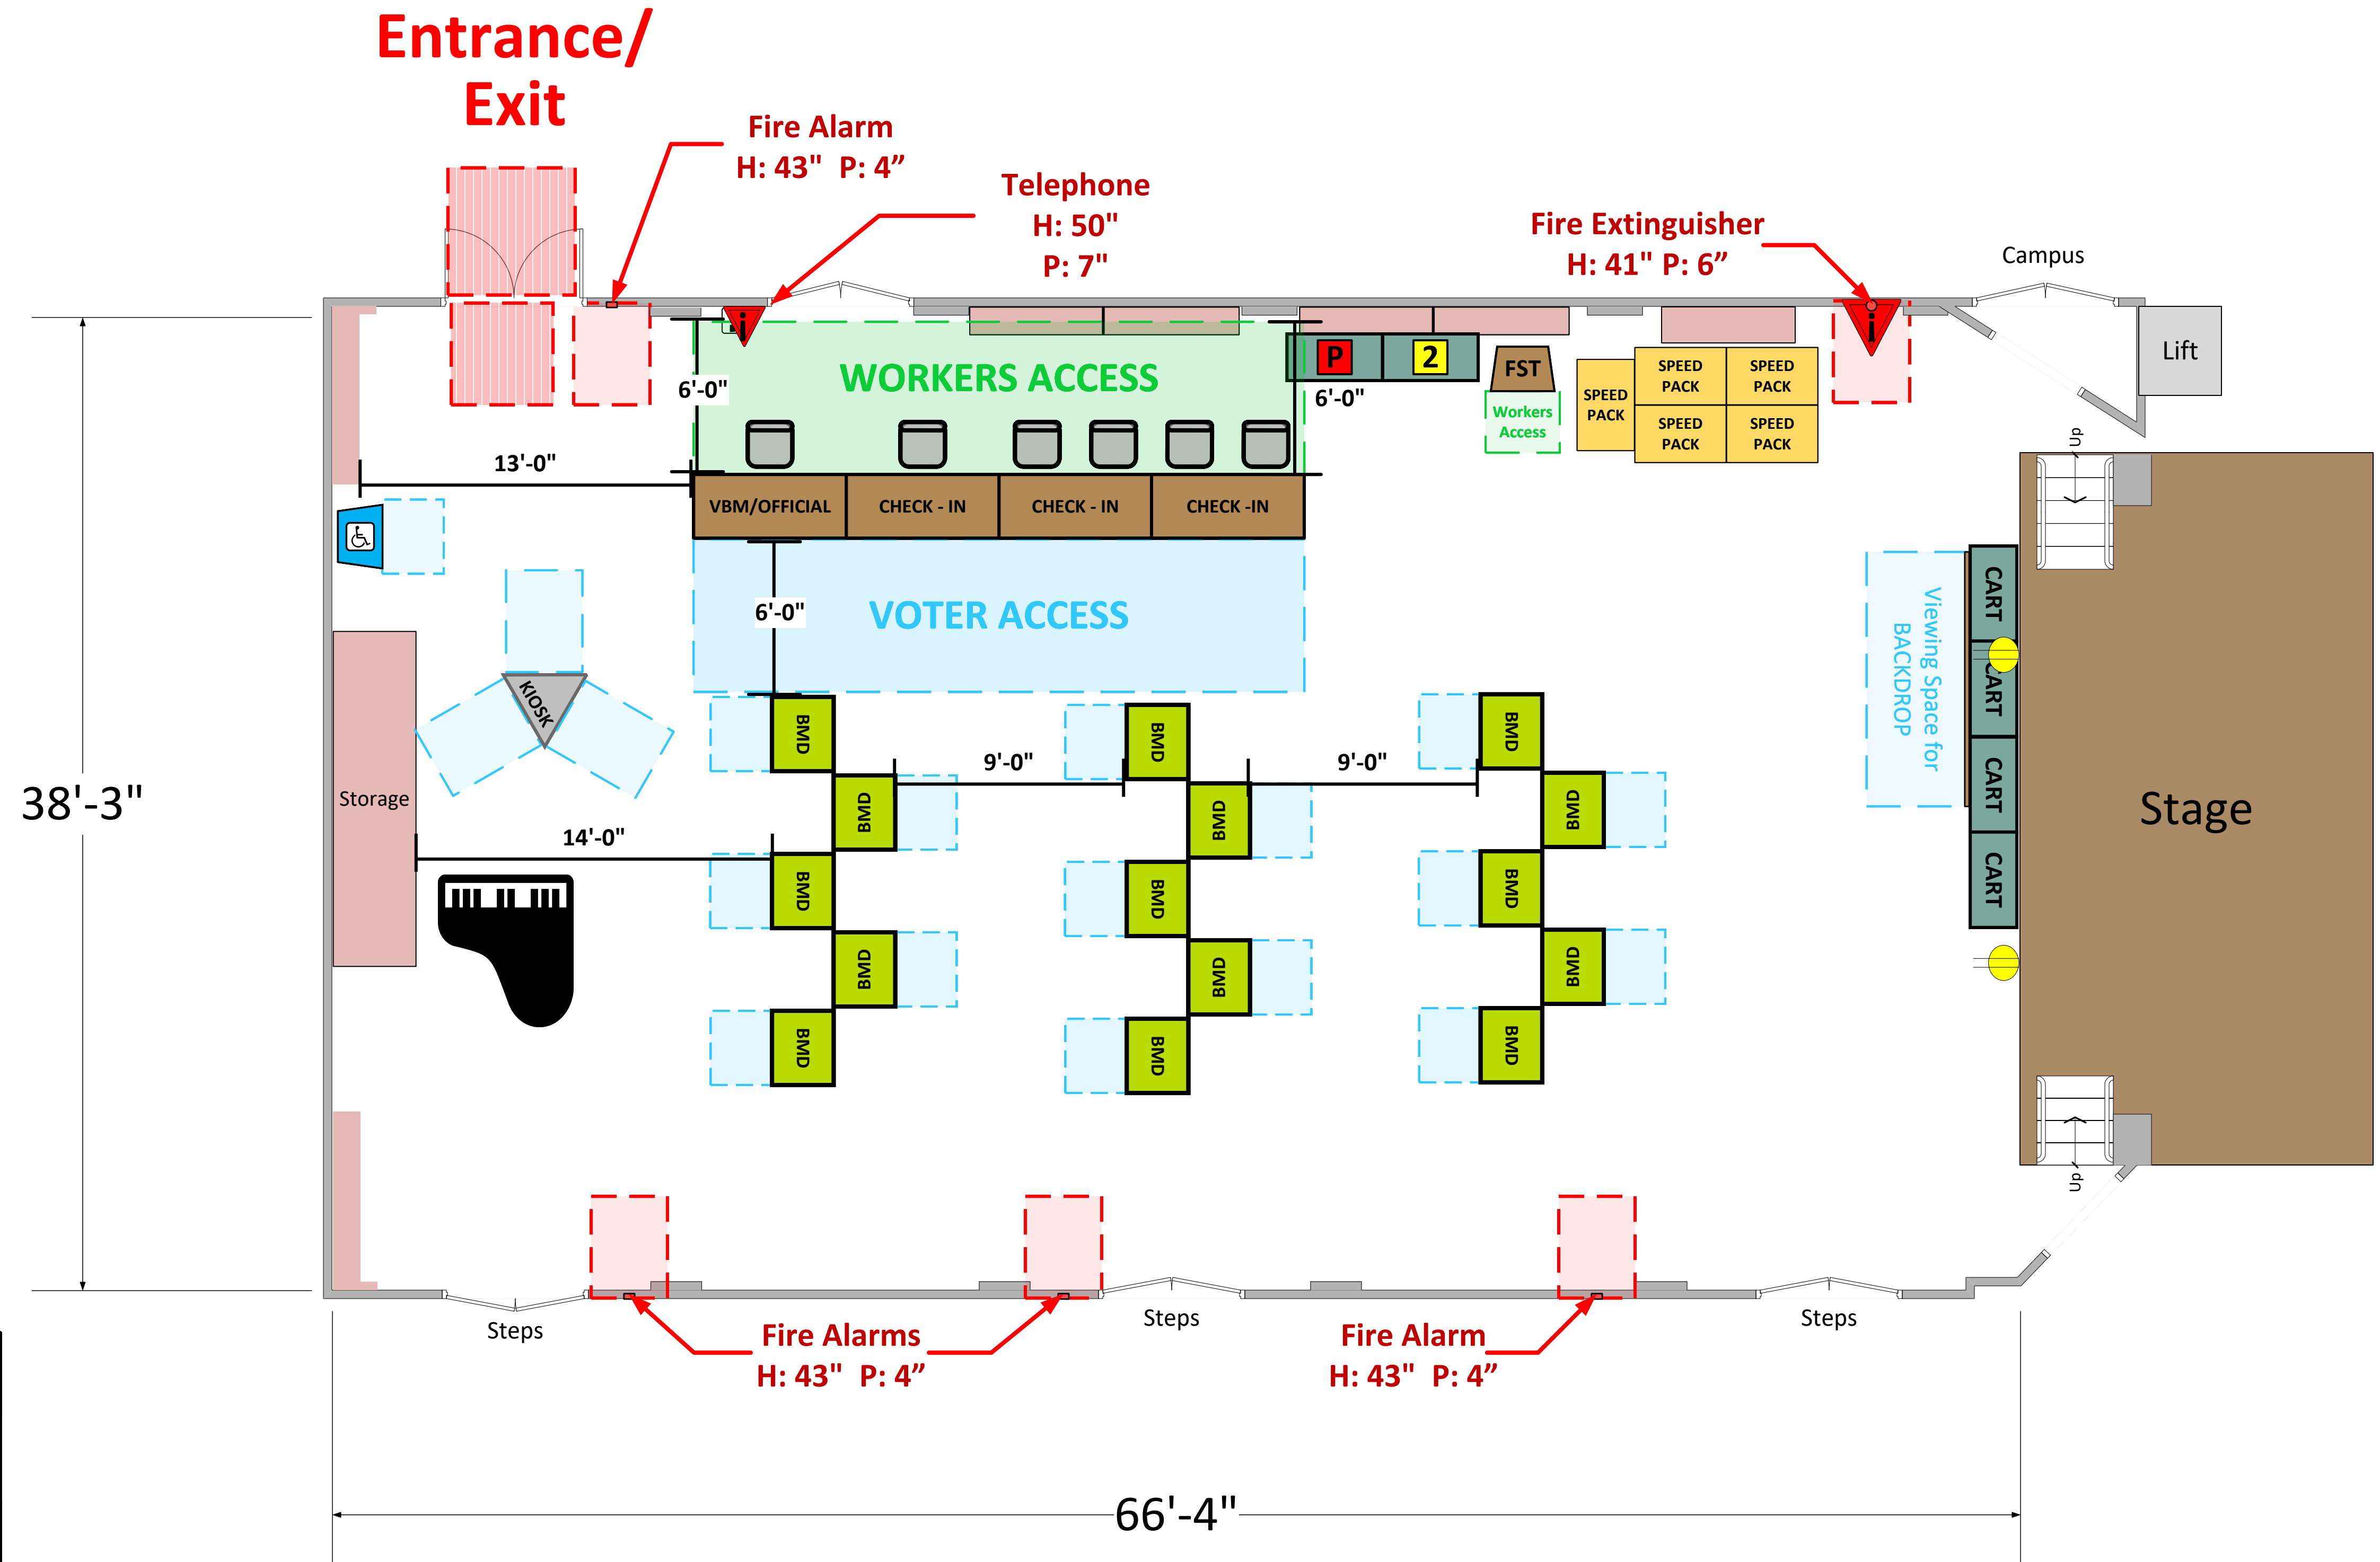 Entrance/
Exit
Fire Alarm
H: 43"  P: 4”
Telephone
H: 50"
P: 7"
Fire Extinguisher
H: 41" P: 6”
Campus
Lift
WORKERS ACCESS
6'-0"
P
2
6'-0"
FST
Workers
Access
SPEED
PACK
SPEED
PACK
SPEED
PACK
SPEED
PACK
SPEED
PACK
Up
13'-0"
VBM/OFFICIAL
CHECK - IN
CHECK - IN
CHECK -IN
VOTER ACCESS
6'-0"
KIOSK
Storage
14'-0"
38'-3"
BMD
BMD
BMD
BMD
BMD
9'-0"
BMD
BMD
BMD
BMD
BMD
9'-0"
BMD
BMD
BMD
BMD
BMD
Viewing Space for
BACKDROP
CART
CART
CART
CART
Stage
Up
Steps
Fire Alarms
H: 43"  P: 4”
Steps
Fire Alarm
H: 43"  P: 4”
Steps
66'-4"